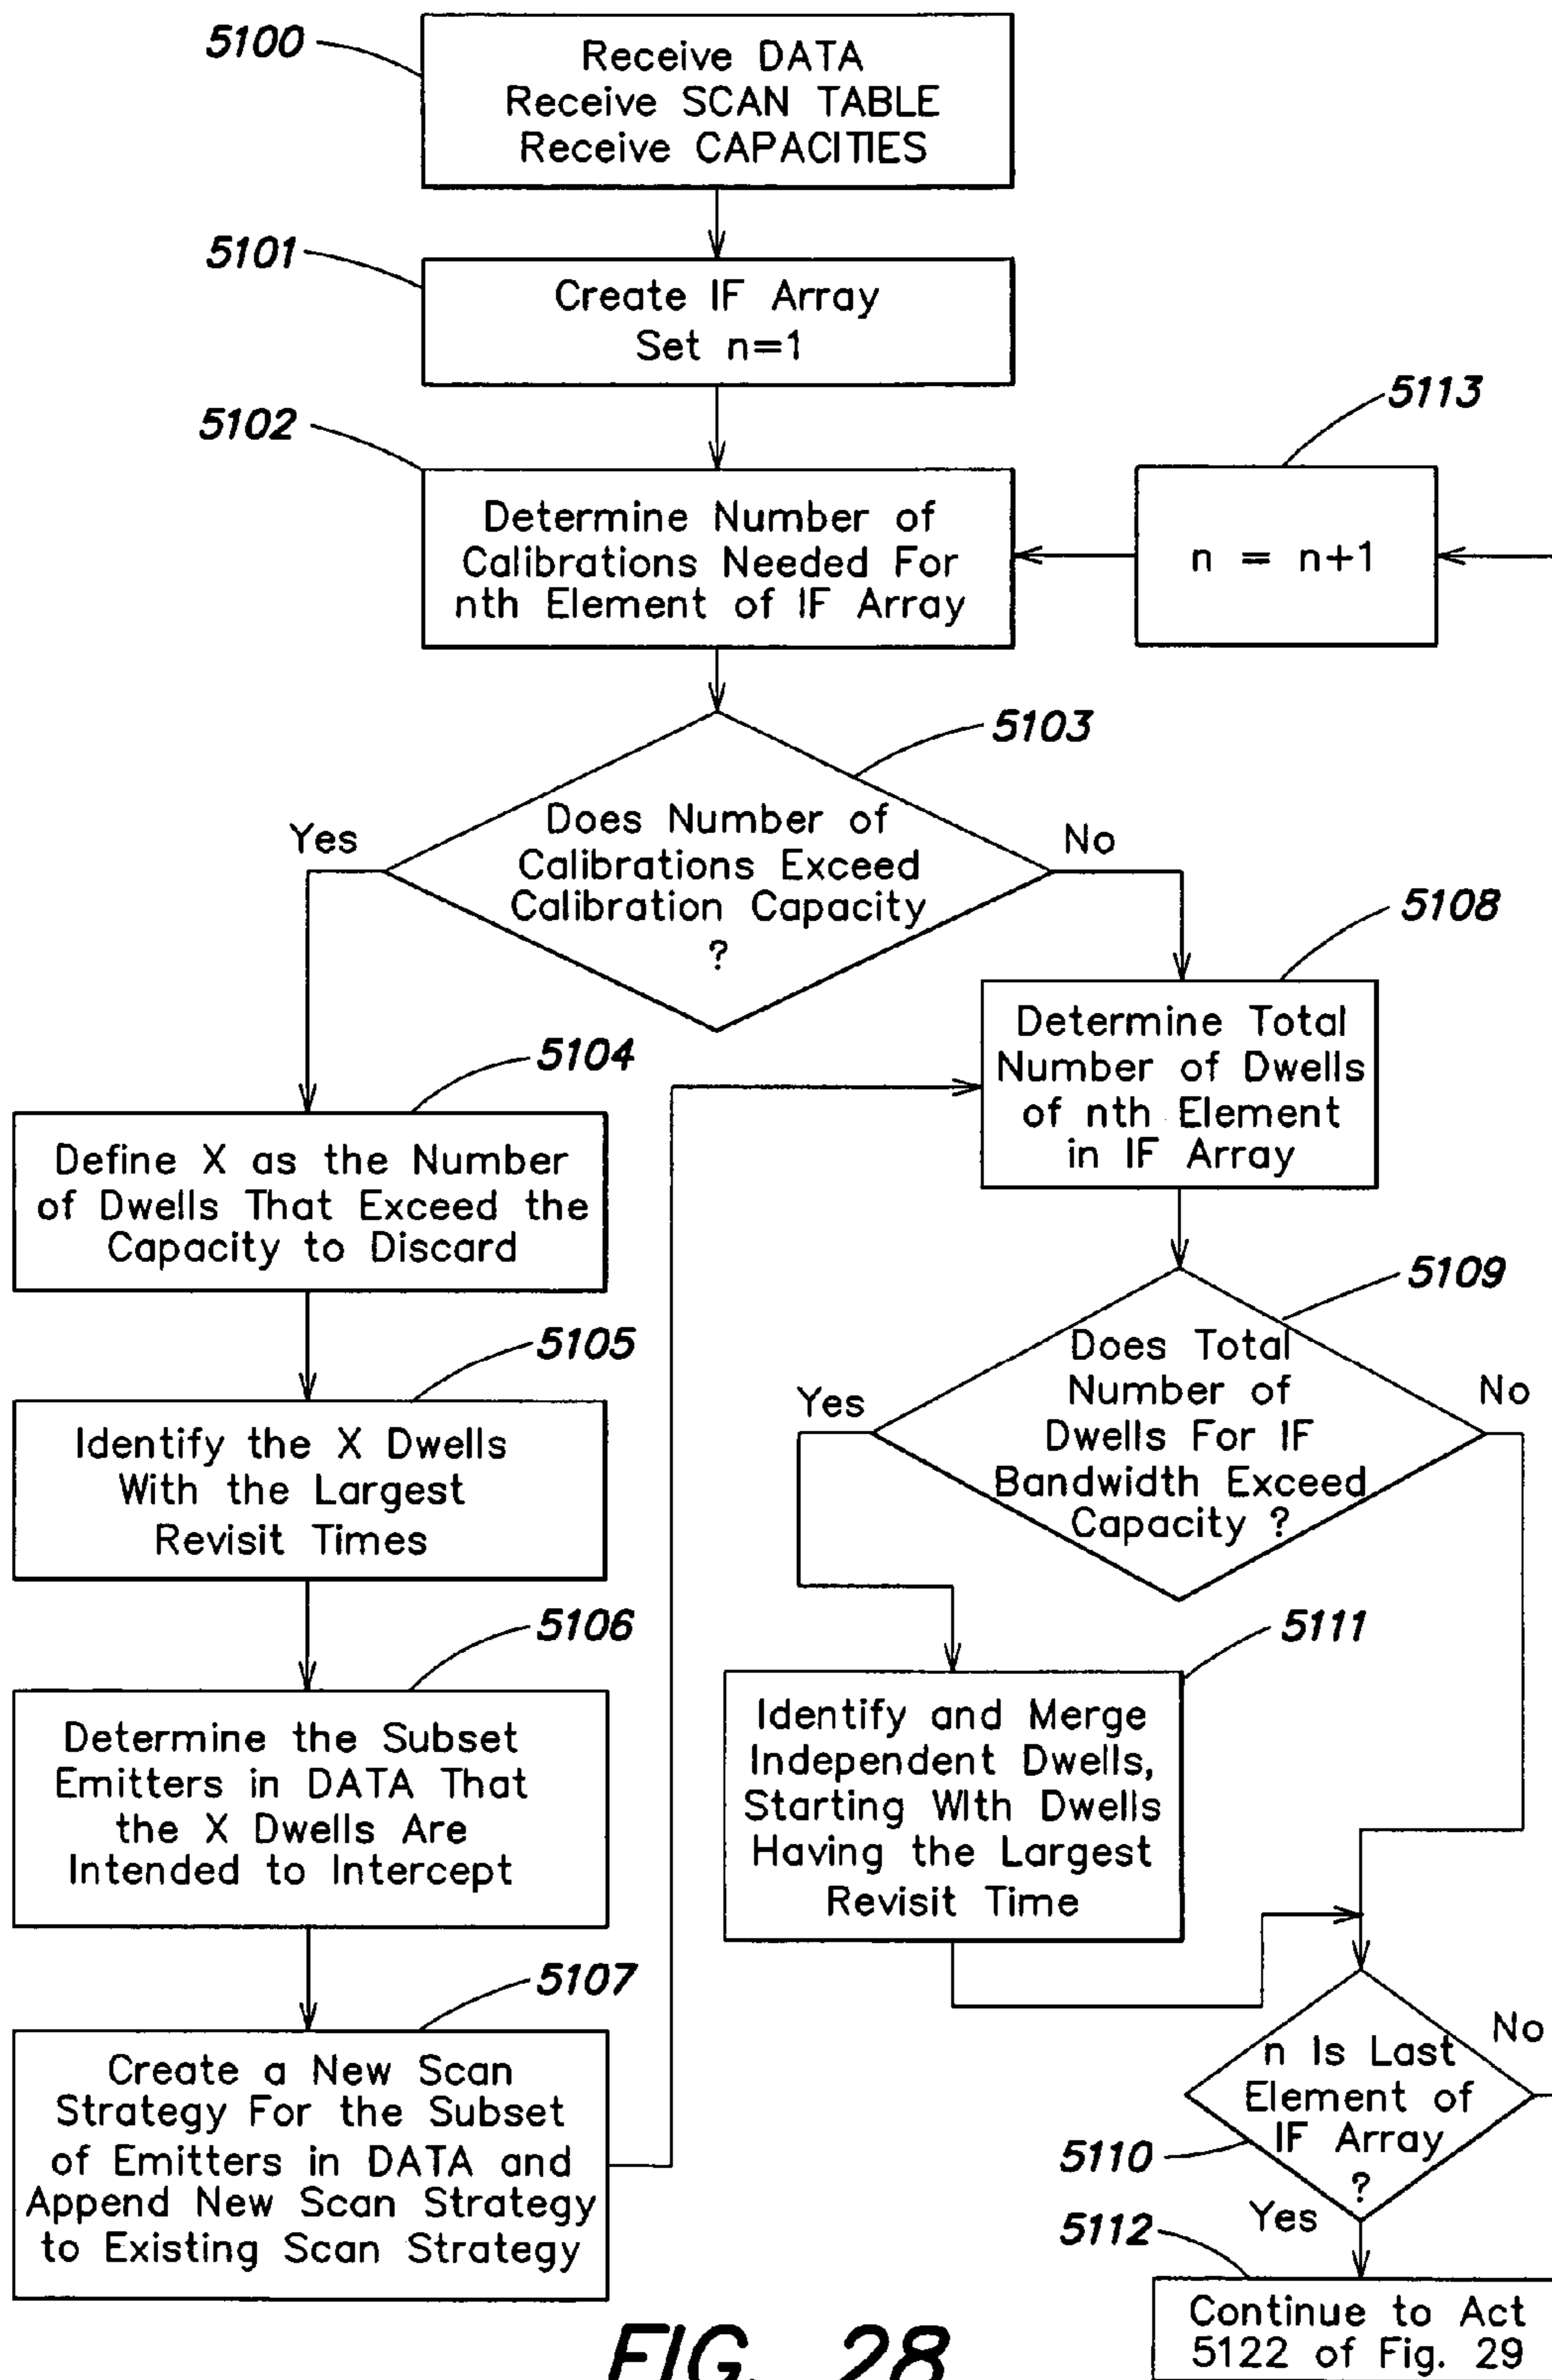 5100
Receive DATA
Receive SCAN TABLE
Receive CAPACITIES
5101
Create IF Array
Set n=1
5102
Determine Number of
Calibrations Needed For
nth Element of IF Array
5113
n = n+1
5103
Does Number of
Calibrations Exceed
Calibration Capacity
?
Yes
No
5104
Define X as the Number
of Dwells That Exceed the
Capacity to Discard
5105
Identify the X Dwells
With the Largest
Revisit Times
5106
Determine the Subset
Emitters in DATA That
the X Dwells Are
Intended to Intercept
5107
Create a New Scan
Strategy For the Subset
of Emitters in DATA and
Append New Scan Strategy
to Existing Scan Strategy
5108
Determine Total
Number of Dwells
of nth Element
in IF Array
5109
Does Total
Number of
Dwells For IF
Bandwidth Exceed
Capacity ?
Yes
No
5111
Identify and Merge
Independent Dwells,
Starting WIth Dwells
Having the Largest
Revisit Time
5110
n Is Last
Element of
IF Array
?
No
Yes
5112
Continue to Act
5122 of Fig. 29
FIG. 28